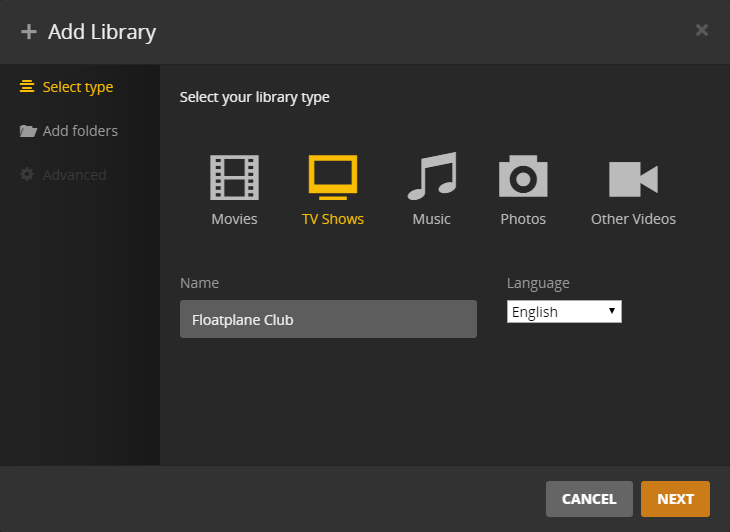 Add Library
Select type
Add folders
Advanced
Select your library type
Movies
TV Shows
Music
Photos
Other Videos
Name
Language
Floatplane Club
English
CANCEL
NEXT